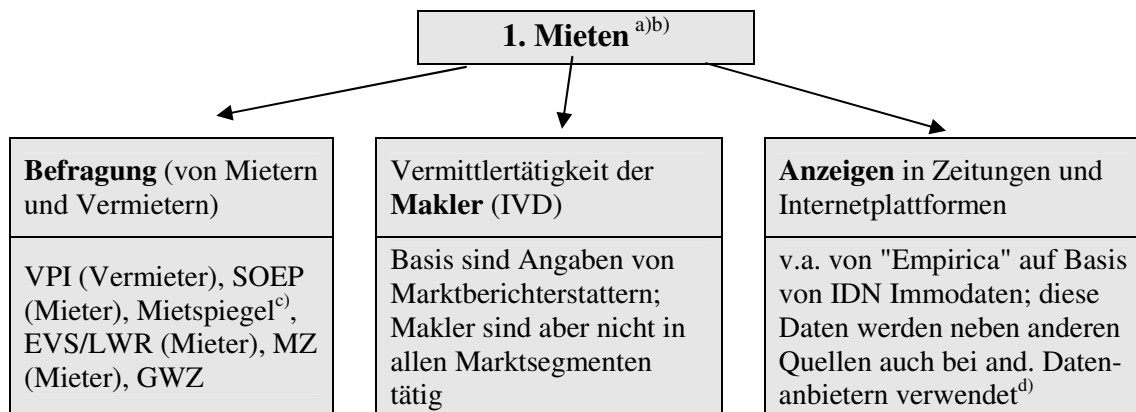 1. Mieten a)b)
Befragung (von Mietern
und Vermietern)
VPI (Vermieter), SOEP
(Mieter), Mietspiegel c),
EVS/LWR (Mieter), MZ
(Mieter), GWZ
Vermittlertätigkeit der
Makler (IVD)
Basis sind Angaben von
Marktberichterstattern;
Makler sind aber nicht in
allen Marktsegmenten
tätig
Anzeigen in Zeitungen und
Internetplattformen
v.a. von "Empirica" auf Basis
von IDN Immodaten; diese
Daten werden neben anderen
Quellen auch bei and. Daten-
anbietern verwendet d)